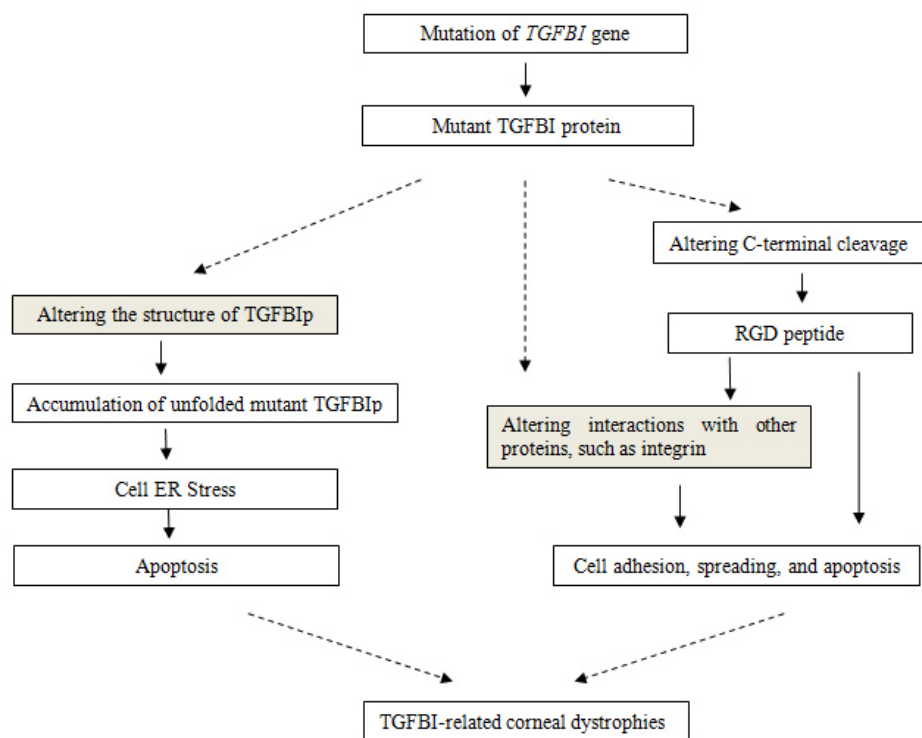 Mutation of TGFBI gene
Mutant TGFBI protein
Altering C-terminal cleavage
Altering the structure of TGFBIp
RGD peptide
Accumulation of unfolded mutant TGFBIp
Altering interactions with other
proteins, such as integrin
Cell ER Stress
Apoptosis
Cell adhesion, spreading, and apoptosis
TGFBI-related corneal dystrophies